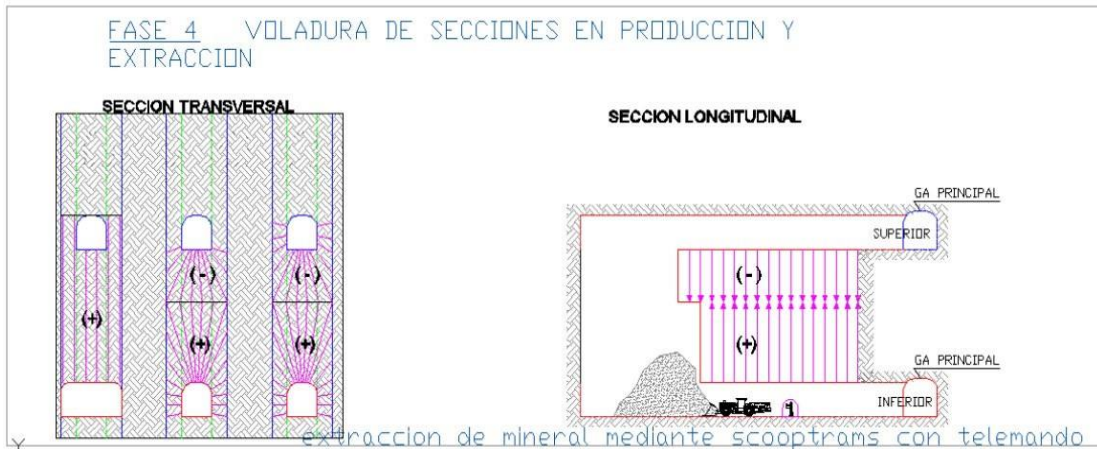 FASE 4 VOLADURA DE SECCIONES EN PRODUCCION Y
EXTRACCION
SECCION TRANSVERSAL
SECCION LONGITUDINAL
GA PRINCIPAL
SUPERIOR
(-)
(-)
(-)
(+)
(+)
(+)
(+)
GA PRINCIPAL
INFERIOR
extraccion de mineral mediante scooptrams con telemando
Y